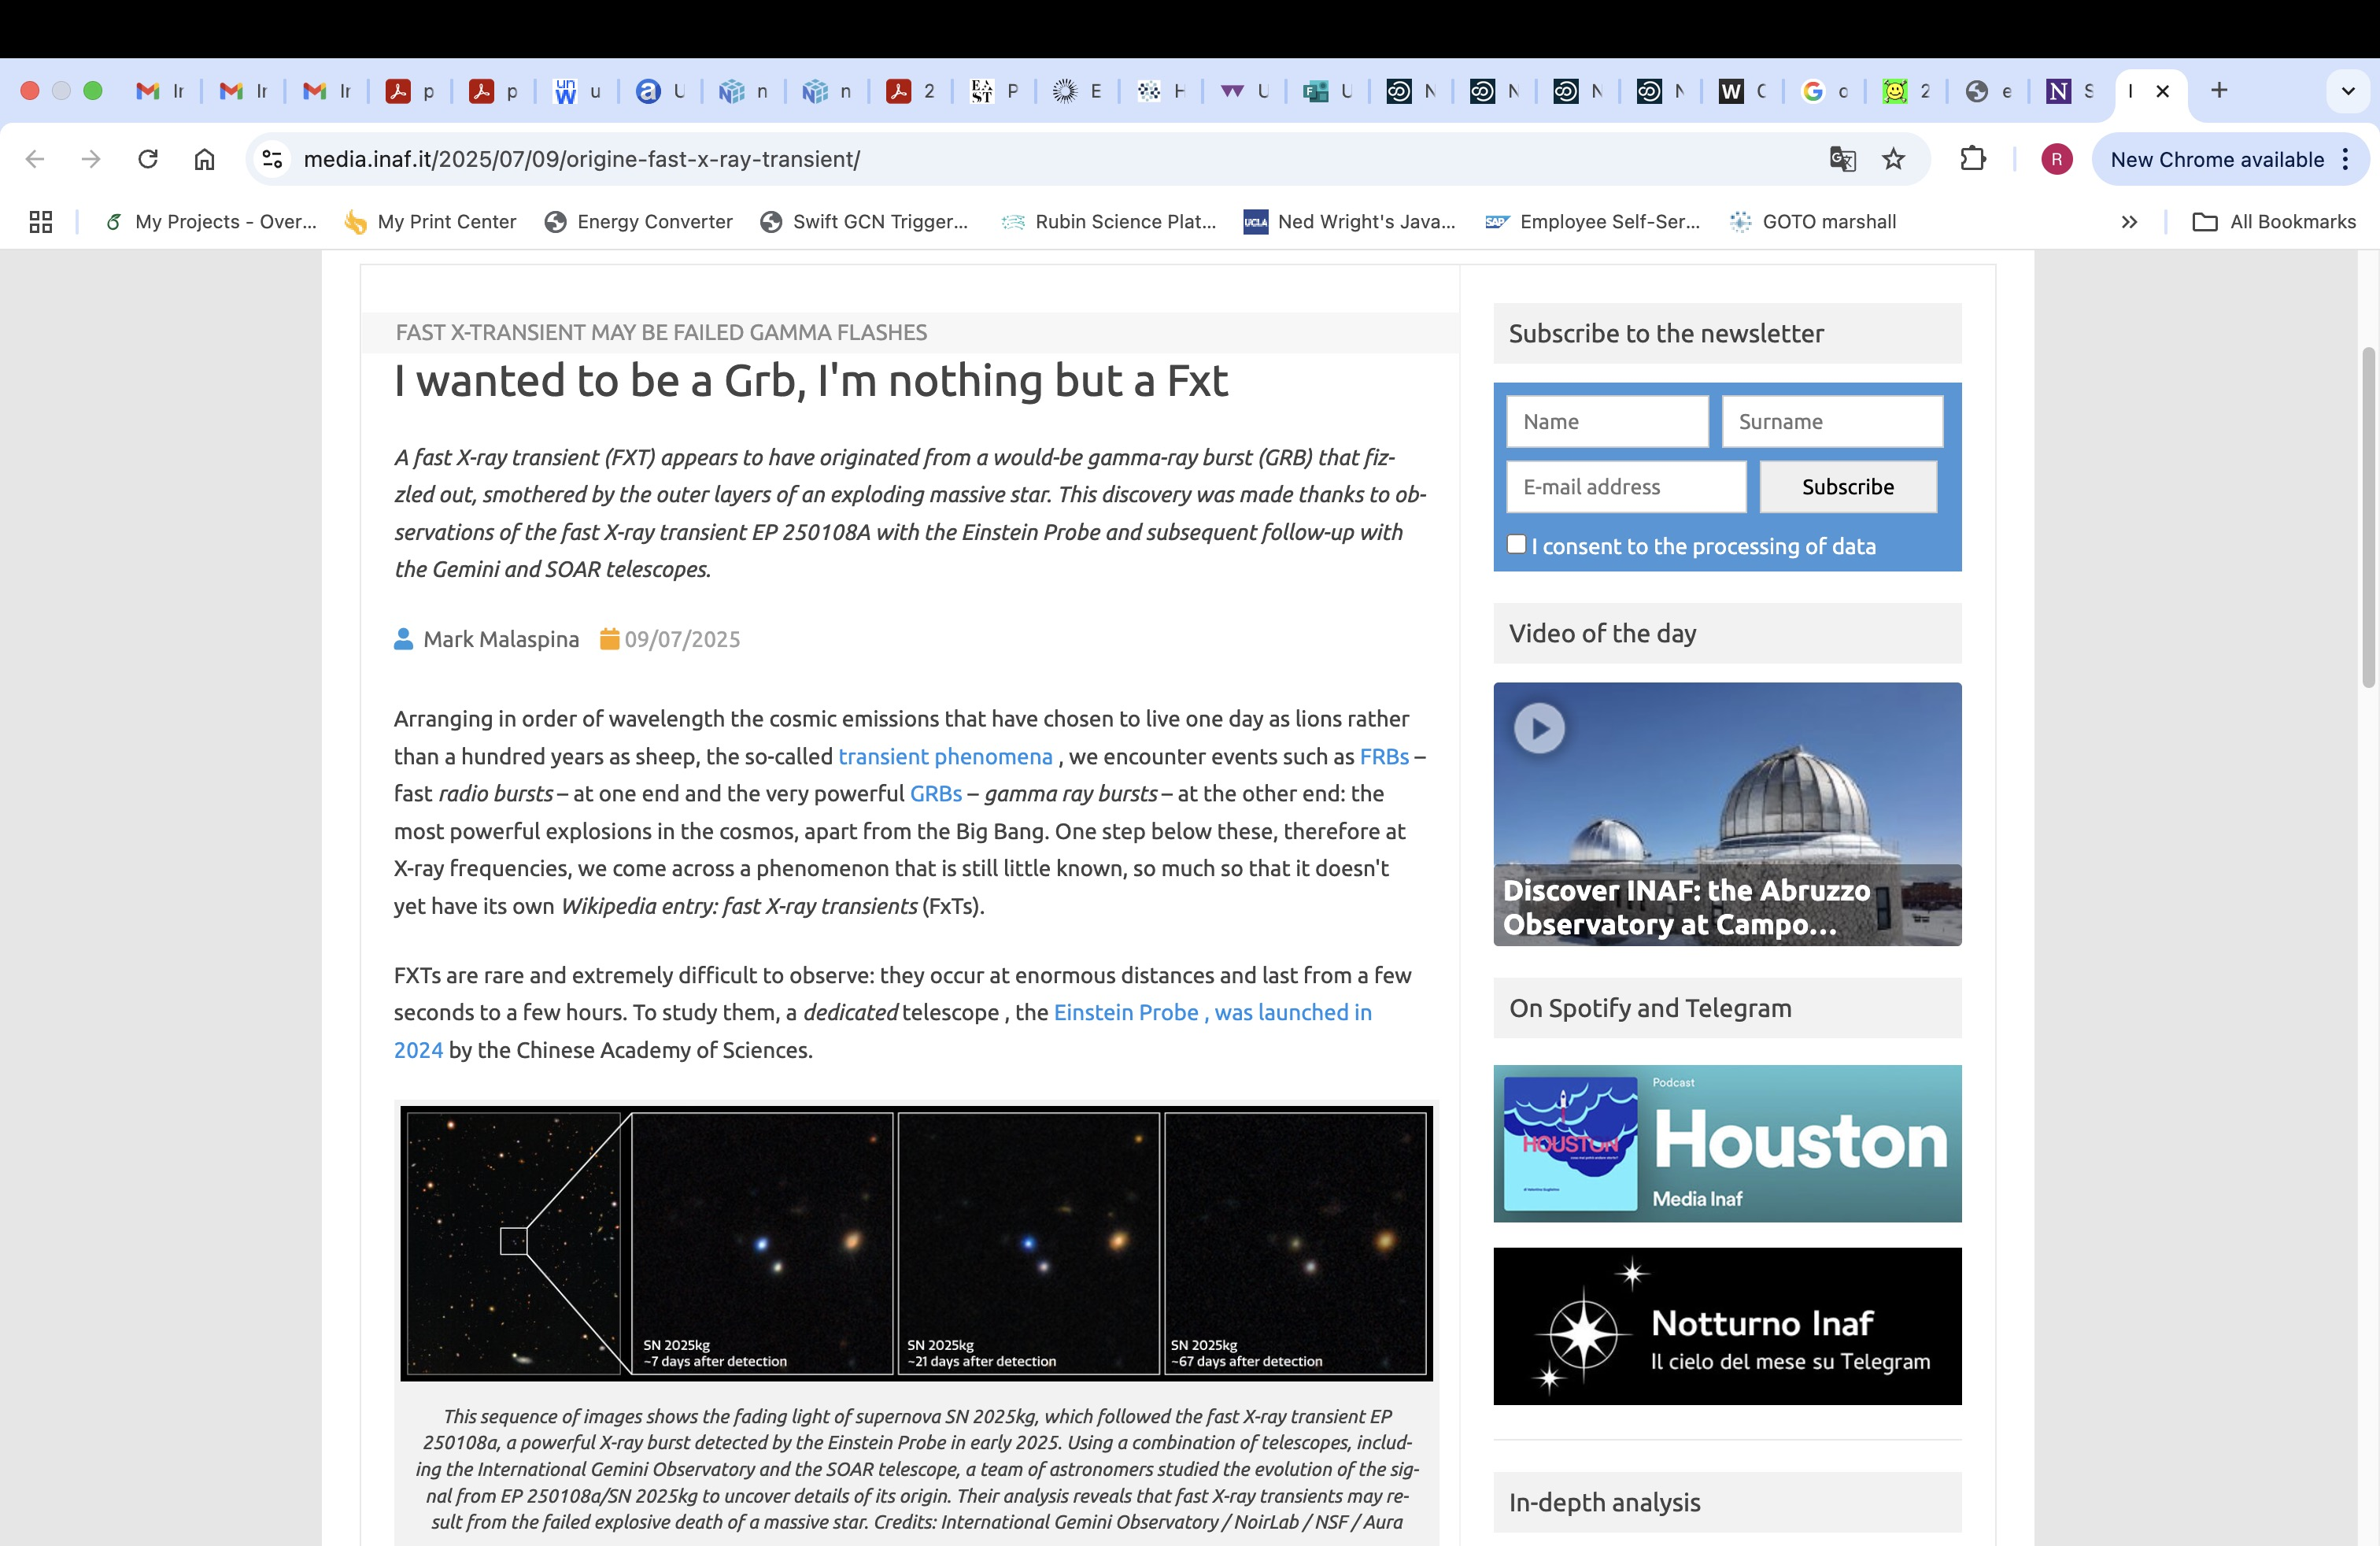 Ir
Ir
Ir
p
p
un
W
u
U
n
n
2
EAST
P
E
H
U
U
N
N
N
N
W
C
G
c
2
e
N
S
I
media.inaf.it/2025/07/09/origine-fast-x-ray-transient/
R
New Chrome available
My Projects - Over...
My Print Center
Energy Converter
Swift GCN Trigger...
Rubin Science Plat...
UCLA
Ned Wright's Java...
SAP
Employee Self-Ser...
GOTO marshall
All Bookmarks
FAST X-TRANSIENT MAY BE FAILED GAMMA FLASHES
I wanted to be a Grb, I'm nothing but a Fxt
A fast X-ray transient (FXT) appears to have originated from a would-be gamma-ray burst (GRB) that fiz-
zled out, smothered by the outer layers of an exploding massive star. This discovery was made thanks to ob-
servations of the fast X-ray transient EP 250108A with the Einstein Probe and subsequent follow-up with
the Gemini and SOAR telescopes.
Mark Malaspina 09/07/2025
Arranging in order of wavelength the cosmic emissions that have chosen to live one day as lions rather
than a hundred years as sheep, the so-called transient phenomena , we encounter events such as FRBs –
fast radio bursts – at one end and the very powerful GRBs – gamma ray bursts – at the other end: the
most powerful explosions in the cosmos, apart from the Big Bang. One step below these, therefore at
X-ray frequencies, we come across a phenomenon that is still little known, so much so that it doesn't
yet have its own Wikipedia entry: fast X-ray transients (FxTs).
FXTs are rare and extremely difficult to observe: they occur at enormous distances and last from a few
seconds to a few hours. To study them, a dedicated telescope , the Einstein Probe , was launched in
2024 by the Chinese Academy of Sciences.
SN 2025kg
~7 days after detection
SN 2025kg
~21 days after detection
SN 2025kg
~67 days after detection
This sequence of images shows the fading light of supernova SN 2025kg, which followed the fast X-ray transient EP
250108a, a powerful X-ray burst detected by the Einstein Probe in early 2025. Using a combination of telescopes, includ-
ing the International Gemini Observatory and the SOAR telescope, a team of astronomers studied the evolution of the sig-
nal from EP 250108a/SN 2025kg to uncover details of its origin. Their analysis reveals that fast X-ray transients may re-
sult from the failed explosive death of a massive star. Credits: International Gemini Observatory / NoirLab / NSF / Aura
Subscribe to the newsletter
Name
Surname
E-mail address
Subscribe
I consent to the processing of data
Video of the day
Discover INAF: the Abruzzo
Observatory at Campo...
On Spotify and Telegram
HOUSTON
Podcast
Houston
Media Inaf
Notturno Inaf
Il cielo del mese su Telegram
In-depth analysis